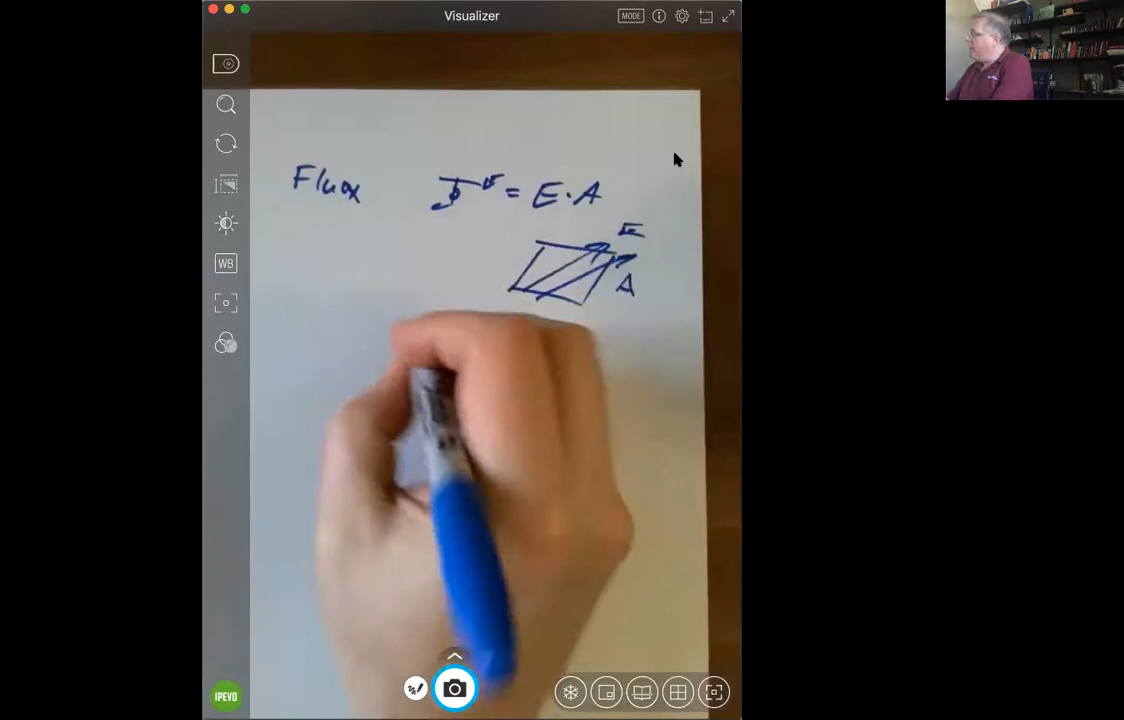 Visualizer
MODE
WB
Flux Φᴱ = E · A
E
A
IPEVO